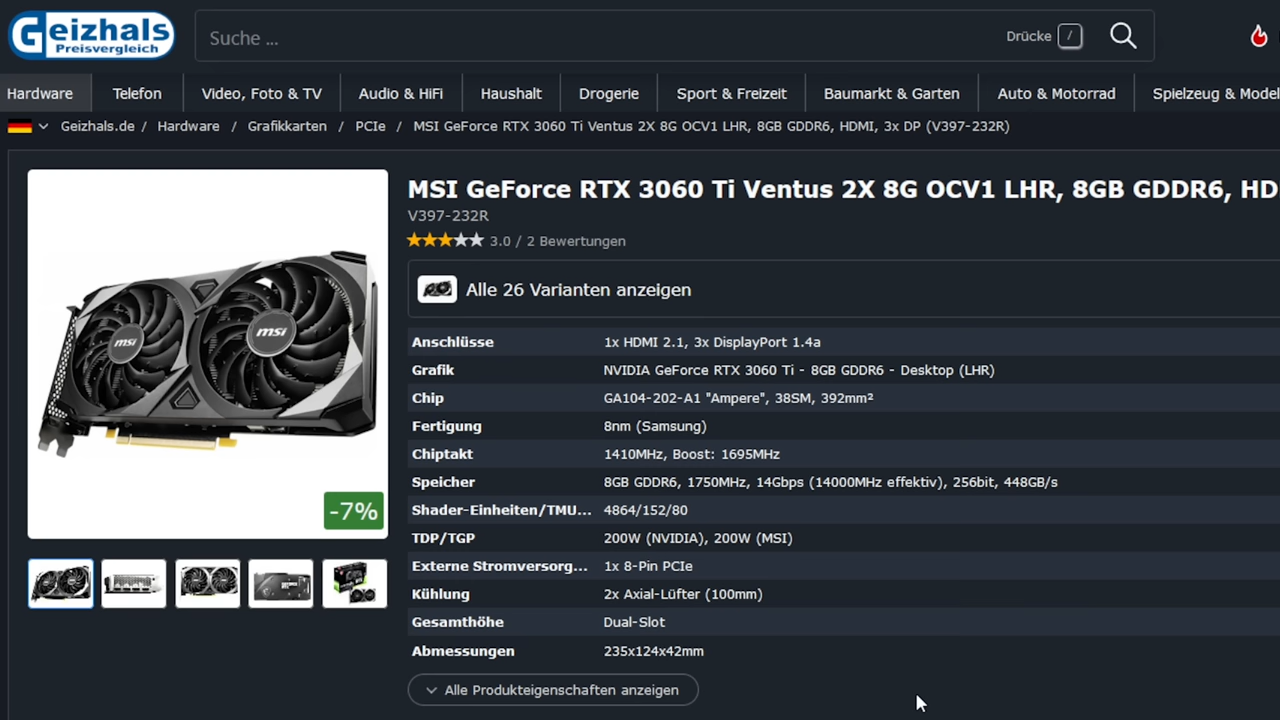 Geizhals
Preisvergleich
Suche ...
Drücke /
Hardware Telefon Video, Foto & TV Audio & HiFi Haushalt Drogerie Sport & Freizeit Baumarkt & Garten Auto & Motorrad Spielzeug & Model
Geizhals.de / Hardware / Grafikkarten / PCIe / MSI GeForce RTX 3060 Ti Ventus 2X 8G OCV1 LHR, 8GB GDDR6, HDMI, 3x DP (V397-232R)
MSI GeForce RTX 3060 Ti Ventus 2X 8G OCV1 LHR, 8GB GDDR6, HD
V397-232R
3.0 / 2 Bewertungen
Alle 26 Varianten anzeigen
msi
msi
-7%
Anschlüsse 1x HDMI 2.1, 3x DisplayPort 1.4a
Grafik NVIDIA GeForce RTX 3060 Ti - 8GB GDDR6 - Desktop (LHR)
Chip GA104-202-A1 "Ampere", 38SM, 392mm²
Fertigung 8nm (Samsung)
Chiptakt 1410MHz, Boost: 1695MHz
Speicher 8GB GDDR6, 1750MHz, 14Gbps (14000MHz effektiv), 256bit, 448GB/s
Shader-Einheiten/TMU... 4864/152/80
TDP/TGP 200W (NVIDIA), 200W (MSI)
Externe Stromversorg... 1x 8-Pin PCIe
Kühlung 2x Axial-Lüfter (100mm)
Gesamthöhe Dual-Slot
Abmessungen 235x124x42mm
Alle Produkteigenschaften anzeigen